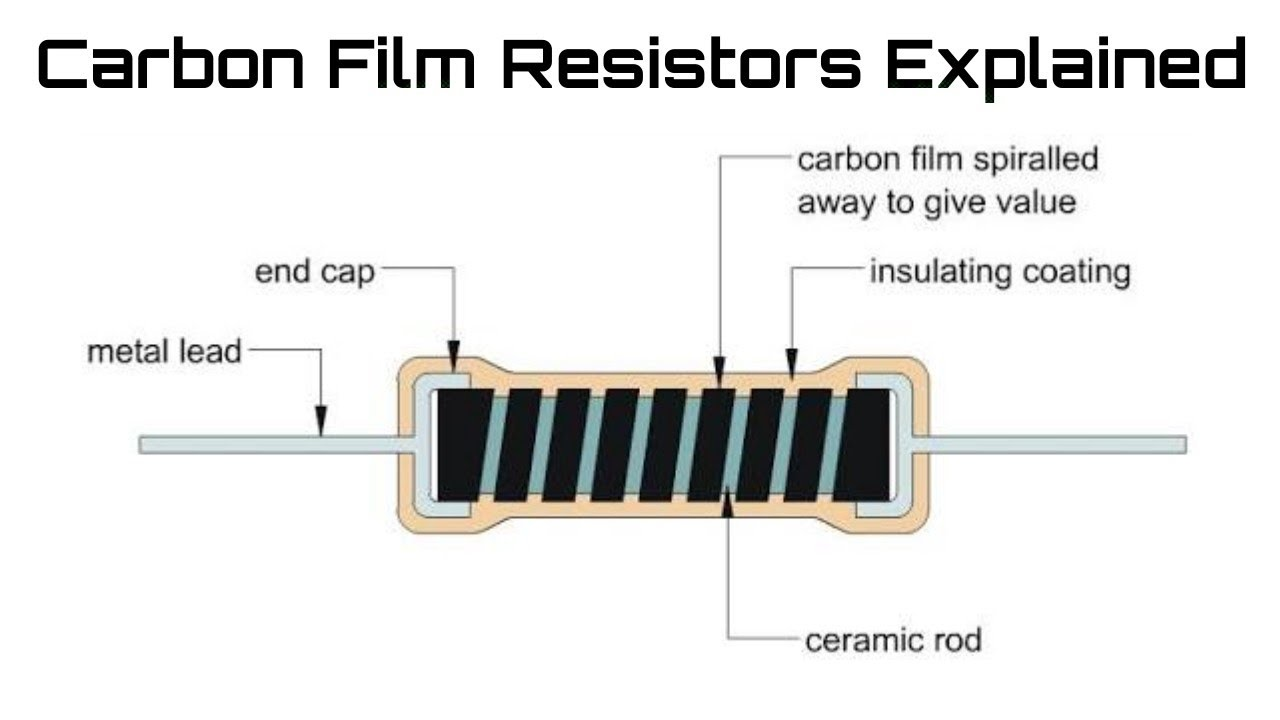 Carbon Film Resistors Explained
carbon film spiralled
away to give value
end cap
insulating coating
metal lead
ceramic rod